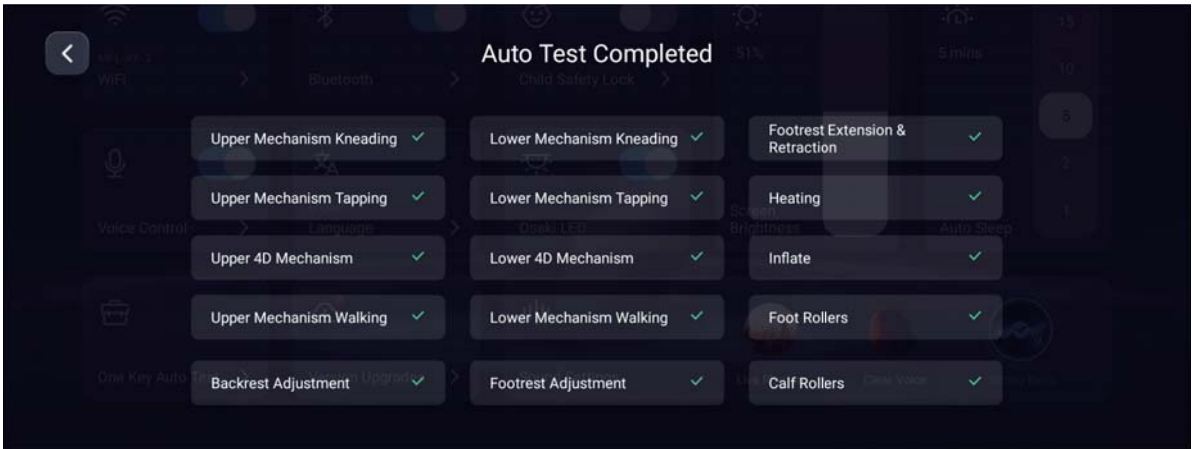 Auto Test Completed
51%
5 mins
15
WiFi
Bluetooth
Child Safety Lock
10
Upper Mechanism Kneading
Lower Mechanism Kneading
Footrest Extension &
Retraction
5
2
Upper Mechanism Tapping
Lower Mechanism Tapping
Heating
1
Voice Control
Language
Osaki LED
Screen
Brightness
Auto Sleep
Upper 4D Mechanism
Lower 4D Mechanism
Inflate
Upper Mechanism Walking
Lower Mechanism Walking
Foot Rollers
One Key Auto Test
Version Upgrades
Sound Settings
Backrest Adjustment
Footrest Adjustment
Calf Rollers
Clear Voice